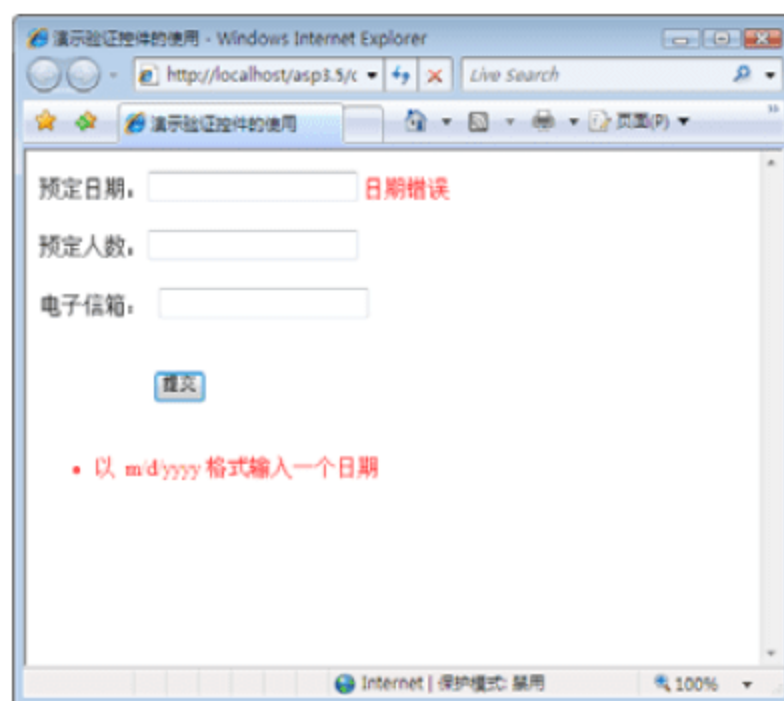 演示验证控件的使用 - Windows Internet Explorer
http://localhost/asp3.5/c
Live Search
演示验证控件的使用
页面(P)
预定日期：
日期错误
预定人数：
电子信箱：
提交
• 以 m/d/yyyy 格式输入一个日期
Internet | 保护模式: 禁用
100%